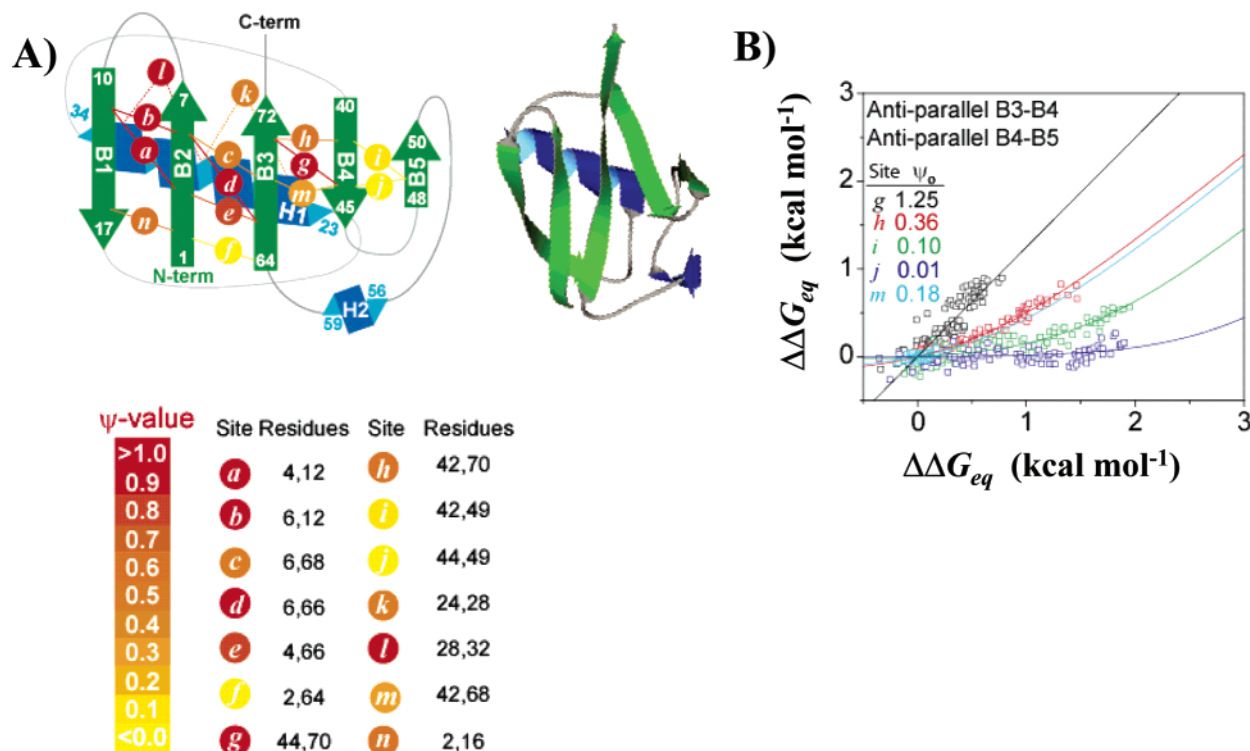 A)
C-term
10
l
7
k
72
40
34
b
h
50
B1
a
B2
c
B3
g
B4
i
B5
d
m
j
48
e
H1
45
23
17
n
1
f
64
N-term
56
H2
59
B)
Anti-parallel B3-B4
Anti-parallel B4-B5
Site ψo
g 1.25
h 0.36
i 0.10
j 0.01
m 0.18
3
2
1
0
0 1 2 3
ΔΔG_eq (kcal mol⁻¹)
ΔΔG_eq (kcal mol⁻¹)
ψ-value
>1.0
0.9
0.8
0.7
0.6
0.5
0.4
0.3
0.2
0.1
<0.0
Site Residues Site Residues
a 4,12 h 42,70
b 6,12 i 42,49
c 6,68 j 44,49
d 6,66 k 24,28
e 4,66 l 28,32
f 2,64 m 42,68
g 44,70 n 2,16